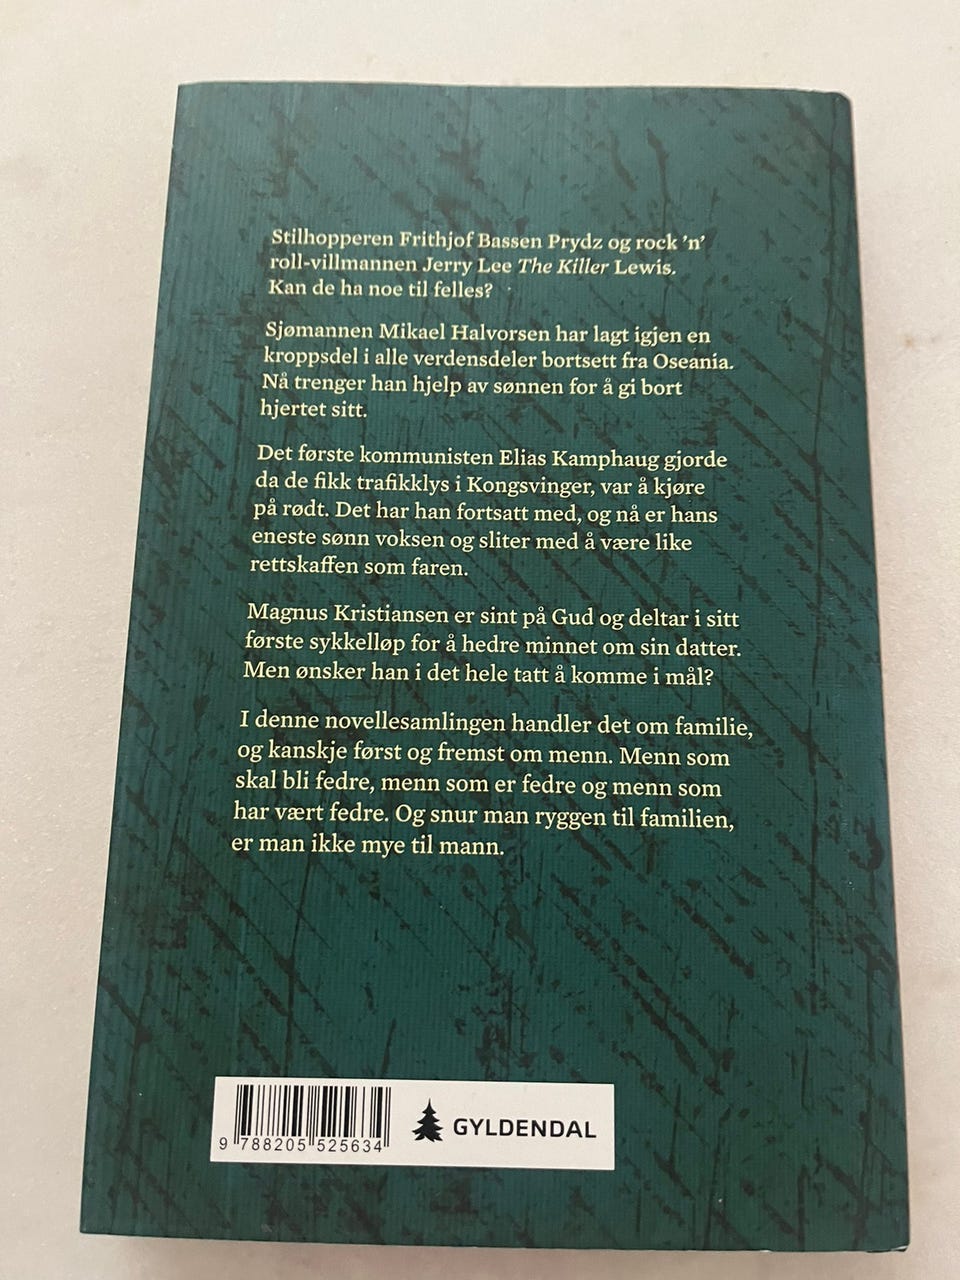 Stilhopperen Frithjof Bassen Prydz og rock ’n’
roll-villmannen Jerry Lee The Killer Lewis.
Kan de ha noe til felles?
Sjømannen Mikael Halvorsen har lagt igjen en
kroppsdel i alle verdensdeler bortsett fra Oseania.
Nå trenger han hjelp av sønnen for å gi bort
hjertet sitt.
Det første kommunisten Elias Kamphaug gjorde
da de fikk trafikklys i Kongsvinger, var å kjøre
på rødt. Det har han fortsatt med, og nå er hans
eneste sønn voksen og sliter med å være like
rettskaffen som faren.
Magnus Kristiansen er sint på Gud og deltar i sitt
første sykkelløp for å hedre minnet om sin datter.
Men ønsker han i det hele tatt å komme i mål?
I denne novellesamlingen handler det om familie,
og kanskje først og fremst om menn. Menn som
skal bli fedre, menn som er fedre og menn som
har vært fedre. Og snur man ryggen til familien,
er man ikke mye til mann.
9 788205 525634
GYLDENDAL